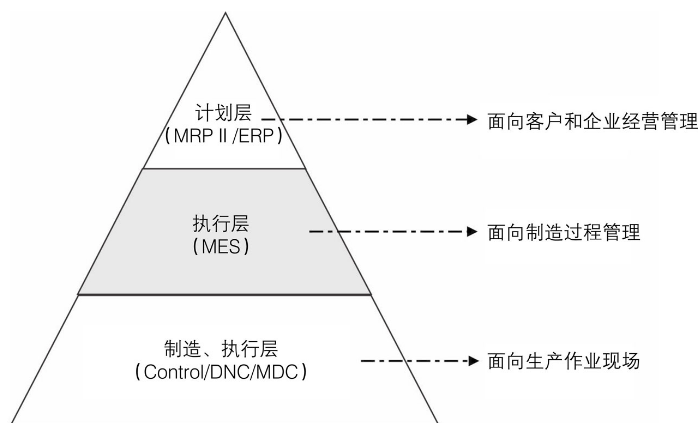 计划层
(MRPⅡ/ERP)
面向客户和企业经营管理
执行层
(MES)
面向制造过程管理
制造、执行层
(Control/DNC/MDC)
面向生产作业现场